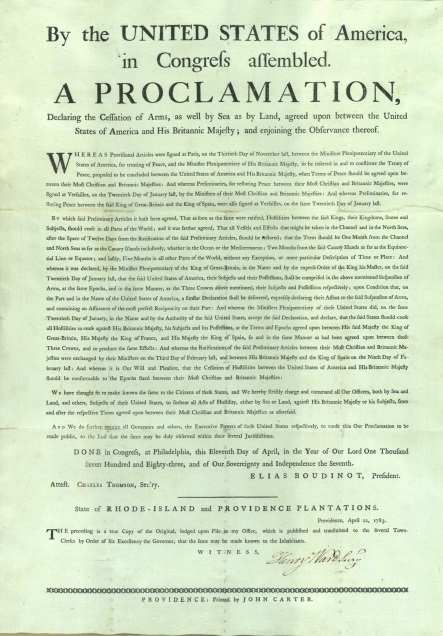 By the UNITED STATES of America,
in Congreſs aſſembled.
A PROCLAMATION,
Declaring the Ceſſation of Arms, as well by Sea as by Land, agreed upon between the United
States of America and His Britannic Majeſty; and enjoining the Obſervance thereof.
WHEREAS Proviſional Articles were ſigned at Paris, on the Thirtieth Day of November laſt, between the Miniſters Plenipotentiary of the United
States of America, for treating of Peace, and the Miniſter Plenipotentiary of His Britannic Majeſty, to be inſerted in and to conſtitute the Treaty of
Peace, propoſed to be concluded between the United States of America and His Majeſty, when Terms of Peace ſhould be agreed upon be-
tween their Moſt Chriſtian and Britannic Majeſties: And whereas Preliminaries, for reſtoring Peace between their Moſt Chriſtian and Britannic Majeſties, were
ſigned at Verſailles, on the Twentieth Day of January laſt, by the Miniſters of their Moſt Chriſtian and Britannic Majeſties: And whereas Preliminaries, for re-
ſtoring Peace between the ſaid King of Great-Britain and the King of Spain, were alſo ſigned at Verſailles, on the ſame Twentieth Day of January laſt.
BY which ſaid Preliminary Articles it hath been agreed, That as ſoon as the ſame were ratified, Hoſtilities between the ſaid Kings, their Kingdoms, States and
Subjects, ſhould ceaſe in all Parts of the World; and it was farther agreed, That all Veſſels and Effects that might be taken in the Channel and in the North Seas,
after the Space of Twelve Days from the Ratification of the ſaid Preliminary Articles, ſhould be reſtored; that the Term ſhould be One Month from the Channel
and North Seas as far as the Canary Iſlands incluſively, whether in the Ocean or the Mediterranean; Two Months from the ſaid Canary Iſlands as far as the Equinoc-
tial Line or Equator; and laſtly, Five Months in all other Parts of the World, without any Exception, or more particular Deſcription of Time or Place: And
whereas it was declared, by the Miniſter Plenipotentiary of the King of Great-Britain, in the Name and by the expreſs Order of the King his Maſter, on the ſaid
Twentieth Day of January laſt, that the ſaid United States of America, their Subjects and their Poſſeſſions, ſhall be comprized in the above mentioned Suſpenſion of
Arms, at the ſame Epochs, and in the ſame Manner, as the Three Crowns above mentioned, their Subjects and Poſſeſſions reſpectively; upon Condition that, on
the Part and in the Name of the United States of America, a ſimilar Declaration ſhall be delivered, expreſsly declaring their Aſſent to the ſaid Suſpenſion of Arms,
and containing an Aſſurance of the moſt perfect Reciprocity on their Part: And whereas the Miniſters Plenipotentiary of theſe United States did, on the ſame
Twentieth Day of January, in the Name and by the Authority of the ſaid United States, accept the ſaid Declaration, and declare, that the ſaid States ſhould cauſe
all Hoſtilities to ceaſe againſt His Britannic Majeſty, his Subjects and his Poſſeſſions, at the Terms and Epochs agreed upon between His ſaid Majeſty the King of
Great-Britain, His Majeſty the King of France, and His Majeſty the King of Spain, ſo and in the ſame Manner as had been agreed upon between theſe
Three Crowns, and to produce the ſame Effects: And whereas the Ratifications of the ſaid Preliminary Articles between their Moſt Chriſtian and Britannic Ma-
jeſties were exchanged by their Miniſters on the Third Day of February laſt, and between His Britannic Majeſty and the King of Spain on the Ninth Day of Fe-
bruary laſt: And whereas it is Our Will and Pleaſure, that the Ceſſation of Hoſtilities between the United States of America and His Britannic Majeſty
ſhould be conformable to the Epochs fixed between their Moſt Chriſtian and Britannic Majeſties:
We have thought fit to make known the ſame to the Citizens of theſe States, and We hereby ſtrictly charge and command all Our Officers, both by Sea and
Land, and others, Subjects of theſe United States, to forbear all Acts of Hoſtility, either by Sea or Land, againſt His Britannic Majeſty or his Subjects, from
and after the reſpective Times agreed upon between their Moſt Chriſtian and Britannic Majeſties as aforeſaid.
AND We do further require all Governors and others, the Executive Powers of theſe United States reſpectively, to cauſe this Our Proclamation to be
made public, to the End that the ſame may be duly obſerved within their ſeveral Juriſdictions.
DONE in Congreſs, at Philadelphia, this Eleventh Day of April, in the Year of Our Lord One Thouſand
Seven Hundred and Eighty-three, and of Our Sovereignty and Independence the Seventh.
ELIAS BOUDINOT, Preſident.
Atteſt. CHARLES THOMSON, Sec'ry.
State of RHODE-ISLAND and PROVIDENCE PLANTATIONS.
Providence, April 22, 1783.
THE preceding is a true Copy of the Original, lodged upon File in my Office, which is publiſhed and tranſmitted to the ſeveral Town-
Clerks by Order of his Excellency the Governor, that the ſame may be made known to the Inhabitants.
WITNESS,
Henry Ward Secry
PROVIDENCE: Printed by JOHN CARTER.